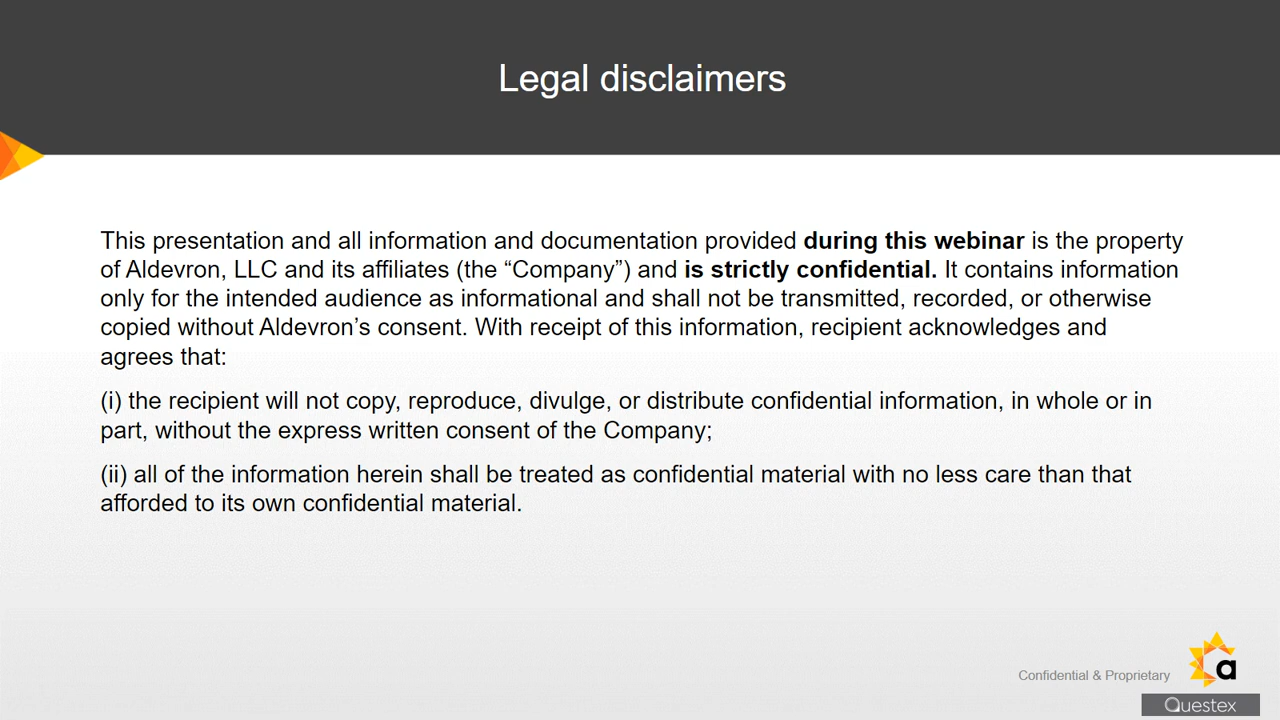 Legal disclaimers
This presentation and all information and documentation provided during this webinar is the property
of Aldevron, LLC and its affiliates (the “Company”) and is strictly confidential. It contains information
only for the intended audience as informational and shall not be transmitted, recorded, or otherwise
copied without Aldevron’s consent. With receipt of this information, recipient acknowledges and
agrees that:
(i) the recipient will not copy, reproduce, divulge, or distribute confidential information, in whole or in
part, without the express written consent of the Company;
(ii) all of the information herein shall be treated as confidential material with no less care than that
afforded to its own confidential material.
Confidential & Proprietary
a
Questex